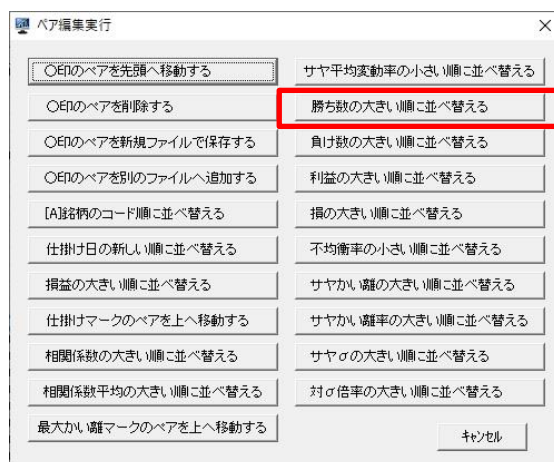 ペア編集実行
〇印のペアを先頭へ移動する
〇印のペアを削除する
〇印のペアを新規ファイルで保存する
〇印のペアを別のファイルへ追加する
[A]銘柄のコード順に並べ替える
仕掛け日の新しい順に並べ替える
損益の大きい順に並べ替える
仕掛けマークのペアを上へ移動する
相関係数の大きい順に並べ替える
相関係数平均の大きい順に並べ替える
最大かい離マークのペアを上へ移動する
サヤ平均変動率の小さい順に並べ替える
勝ち数の大きい順に並べ替える
負け数の大きい順に並べ替える
利益の大きい順に並べ替える
損の大きい順に並べ替える
不均衡率の小さい順に並べ替える
サヤかい離の大きい順に並べ替える
サヤかい離率の大きい順に並べ替える
サヤσの大きい順に並べ替える
対σ倍率の大きい順に並べ替える
キャンセル